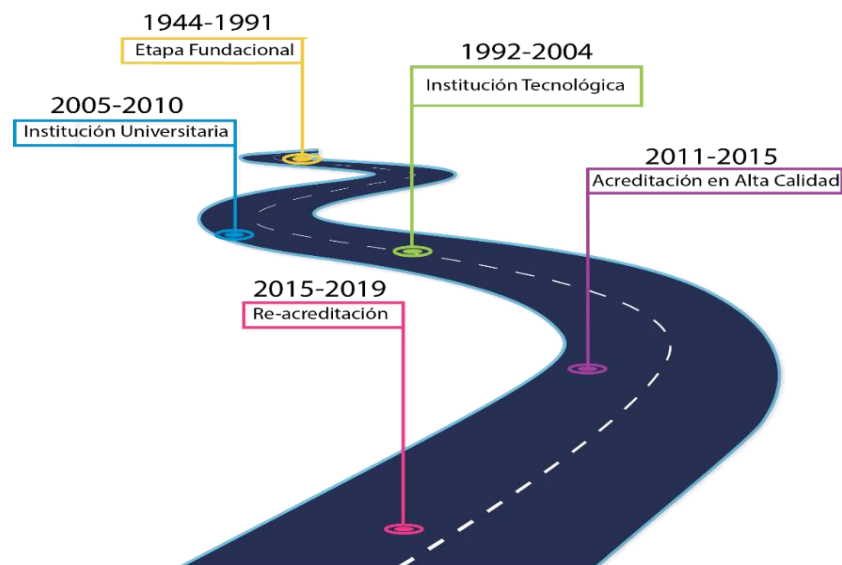 1944-1991
Etapa Fundacional
1992-2004
Institución Tecnológica
2005-2010
Institución Universitaria
2011-2015
Acreditación en Alta Calidad
2015-2019
Re-acreditación